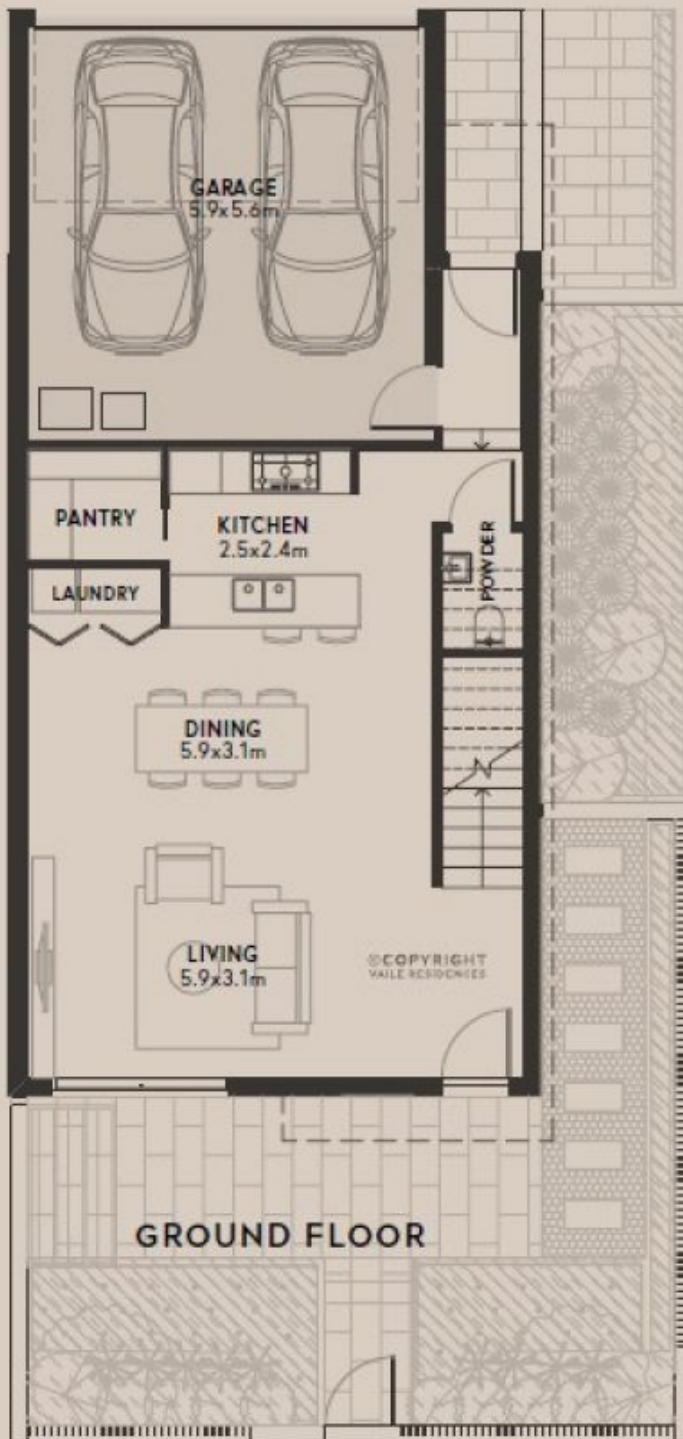 GARAGE
5.9x5.6m
PANTRY
KITCHEN
2.5x2.4m
POWDER
LAUNDRY
DINING
5.9x3.1m
LIVING
5.9x3.1m
©COPYRIGHT
VAILE RESIDENCES
GROUND FLOOR